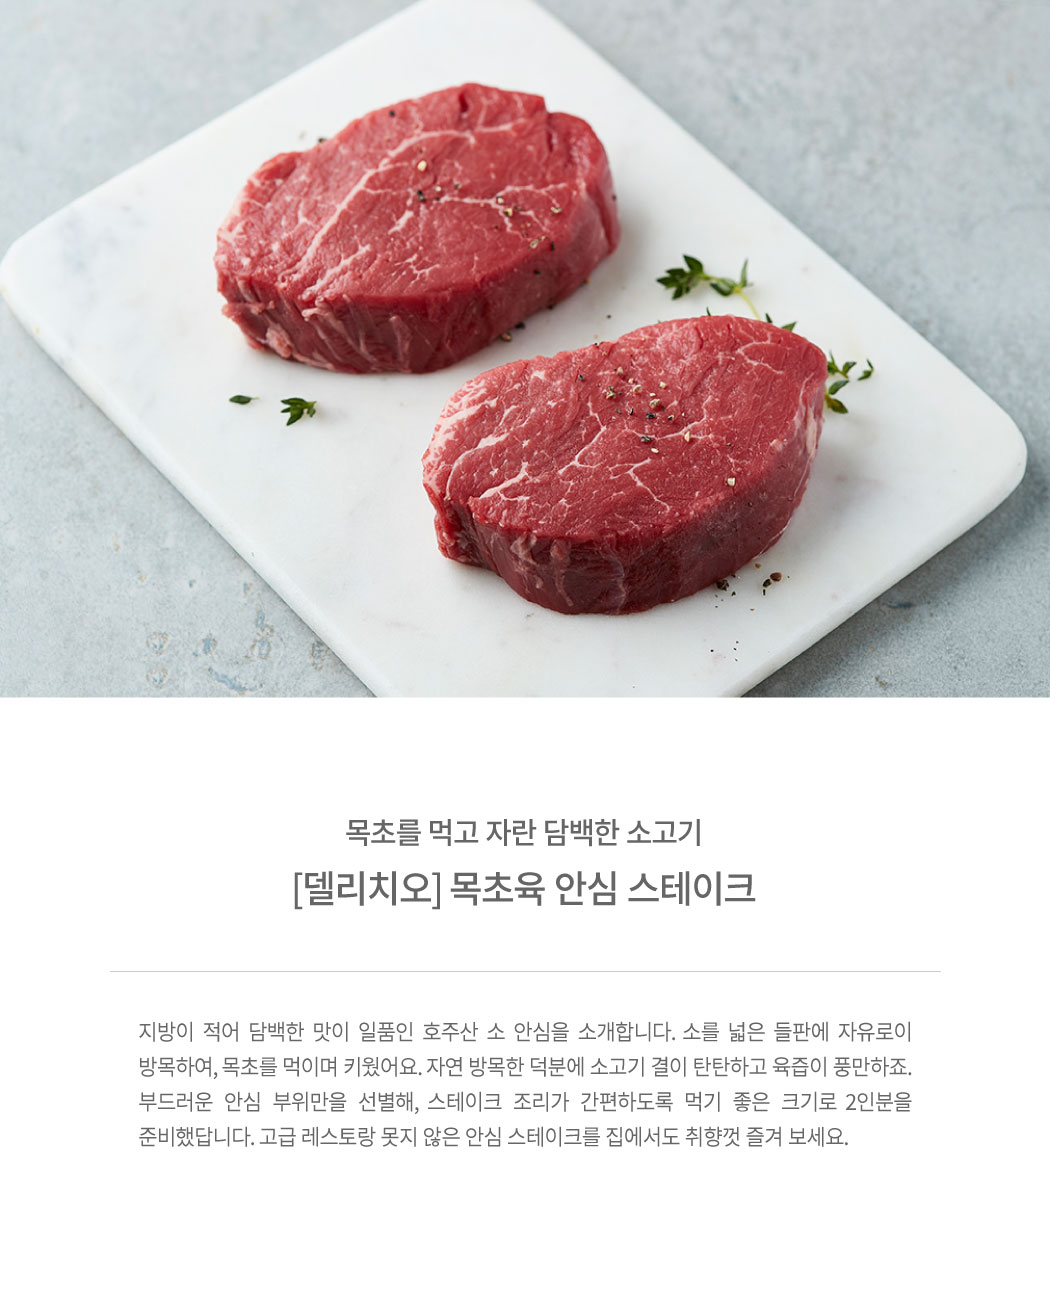 목초를 먹고 자란 담백한 소고기
[델리치오] 목초육 안심 스테이크
지방이 적어 담백한 맛이 일품인 호주산 소 안심을 소개합니다. 소를 넓은 들판에 자유로이
방목하여, 목초를 먹이며 키웠어요. 자연 방목한 덕분에 소고기 결이 탄탄하고 육즙이 풍만하죠.
부드러운 안심 부위만을 선별해, 스테이크 조리가 간편하도록 먹기 좋은 크기로 2인분을
준비했답니다. 고급 레스토랑 못지 않은 안심 스테이크를 집에서도 취향껏 즐겨 보세요.